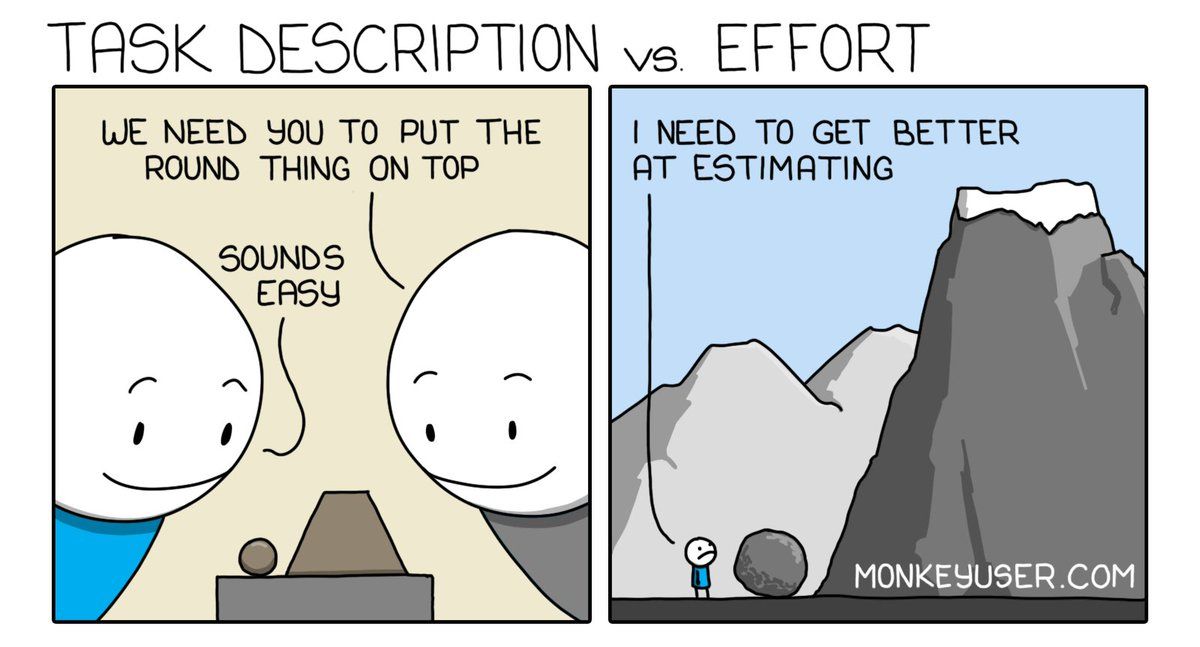 TASK DESCRIPTION vs. EFFORT
WE NEED YOU TO PUT THE
ROUND THING ON TOP
SOUNDS
EASY
I NEED TO GET BETTER
AT ESTIMATING
MONKEYUSER.COM